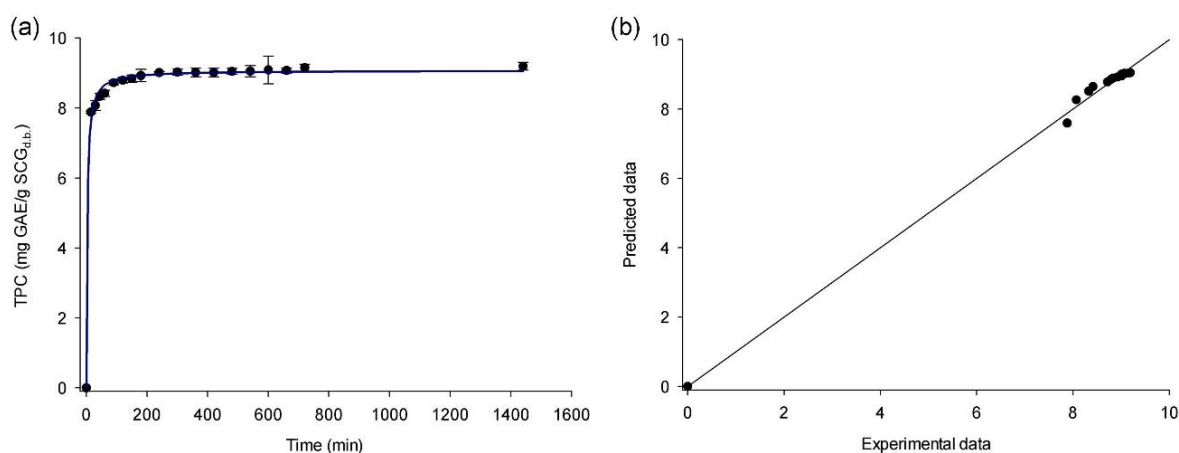 (a)
10
8
6
4
2
0
TPC (mg GAE/g SCGd.b.)
0 200 400 600 800 1000 1200 1400 1600
Time (min)
(b)
10
8
6
4
2
0
Predicted data
0 2 4 6 8 10
Experimental data